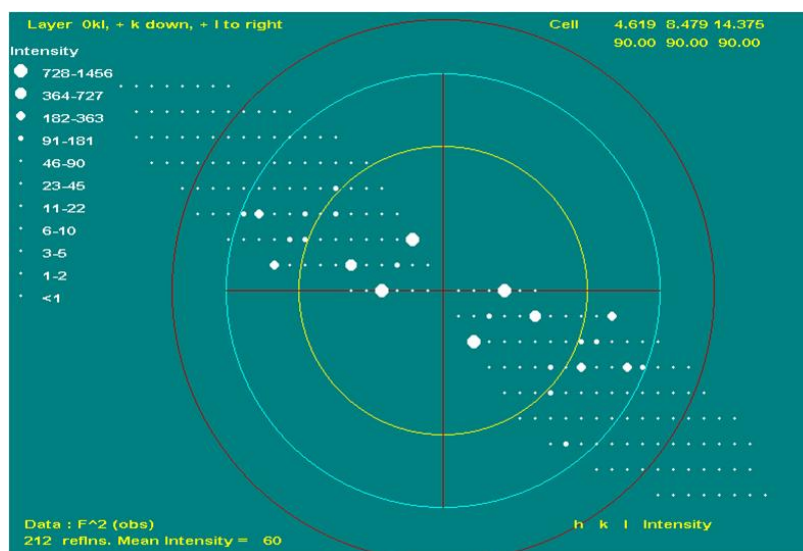 Layer 0kl, + k down, + l to right
Cell 4.619 8.479 14.375
90.00 90.00 90.00
Intensity
728-1456
364-727
182-363
91-181
46-90
23-45
11-22
6-10
3-5
1-2
<1
Data : F^2 (obs)
h k l Intensity
212 reflns. Mean Intensity = 60